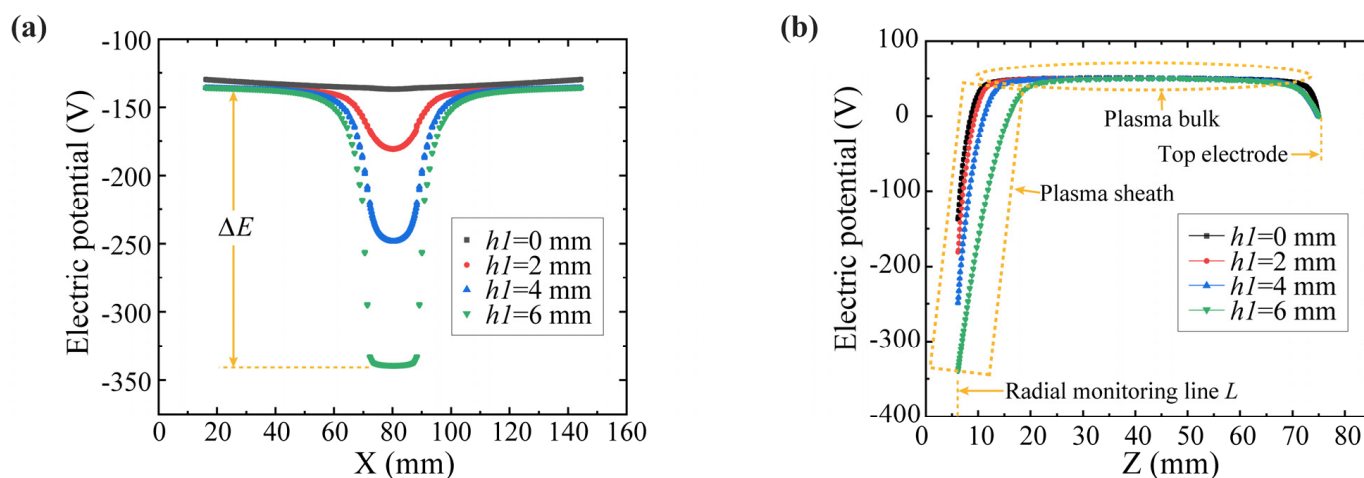 (a)
Electric potential (V)
-100
-150
-200
-250
-300
-350
ΔE
h1=0 mm
h1=2 mm
h1=4 mm
h1=6 mm
0 20 40 60 80 100 120 140 160
X (mm)
(b)
Electric potential (V)
100
0
-100
-200
-300
-400
Plasma bulk
Top electrode
Plasma sheath
h1=0 mm
h1=2 mm
h1=4 mm
h1=6 mm
Radial monitoring line L
0 10 20 30 40 50 60 70 80
Z (mm)